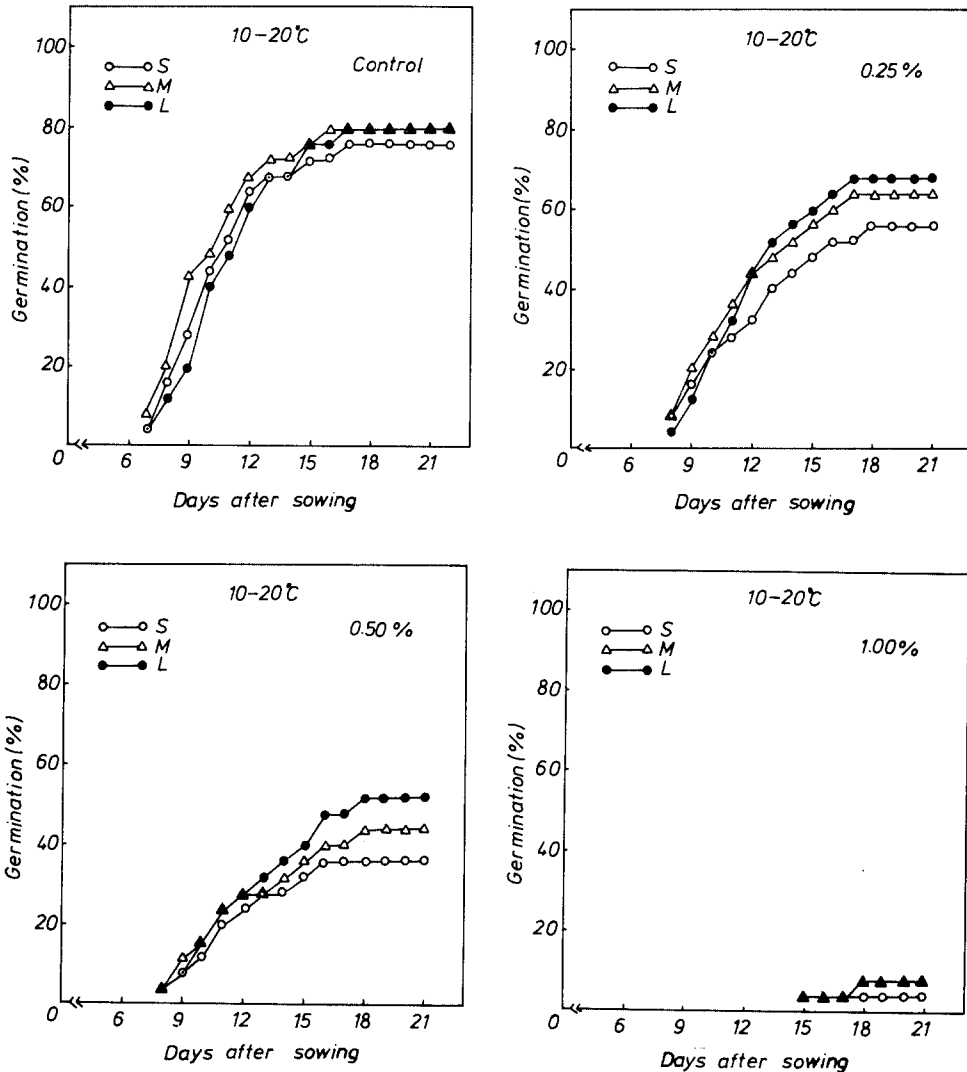 10-20°C
Control
S
M
L
100
80
60
40
20
0
6 9 12 15 18 21
Germination(%)
Days after sowing
10-20°C
0.25%
S
M
L
100
80
60
40
20
0
6 9 12 15 18 21
Germination(%)
Days after sowing
10-20°C
0.50%
S
M
L
100
80
60
40
20
0
6 9 12 15 18 21
Germination(%)
Days after sowing
10-20°C
1.00%
S
M
L
100
80
60
40
20
0
6 9 12 15 18 21
Germination(%)
Days after sowing